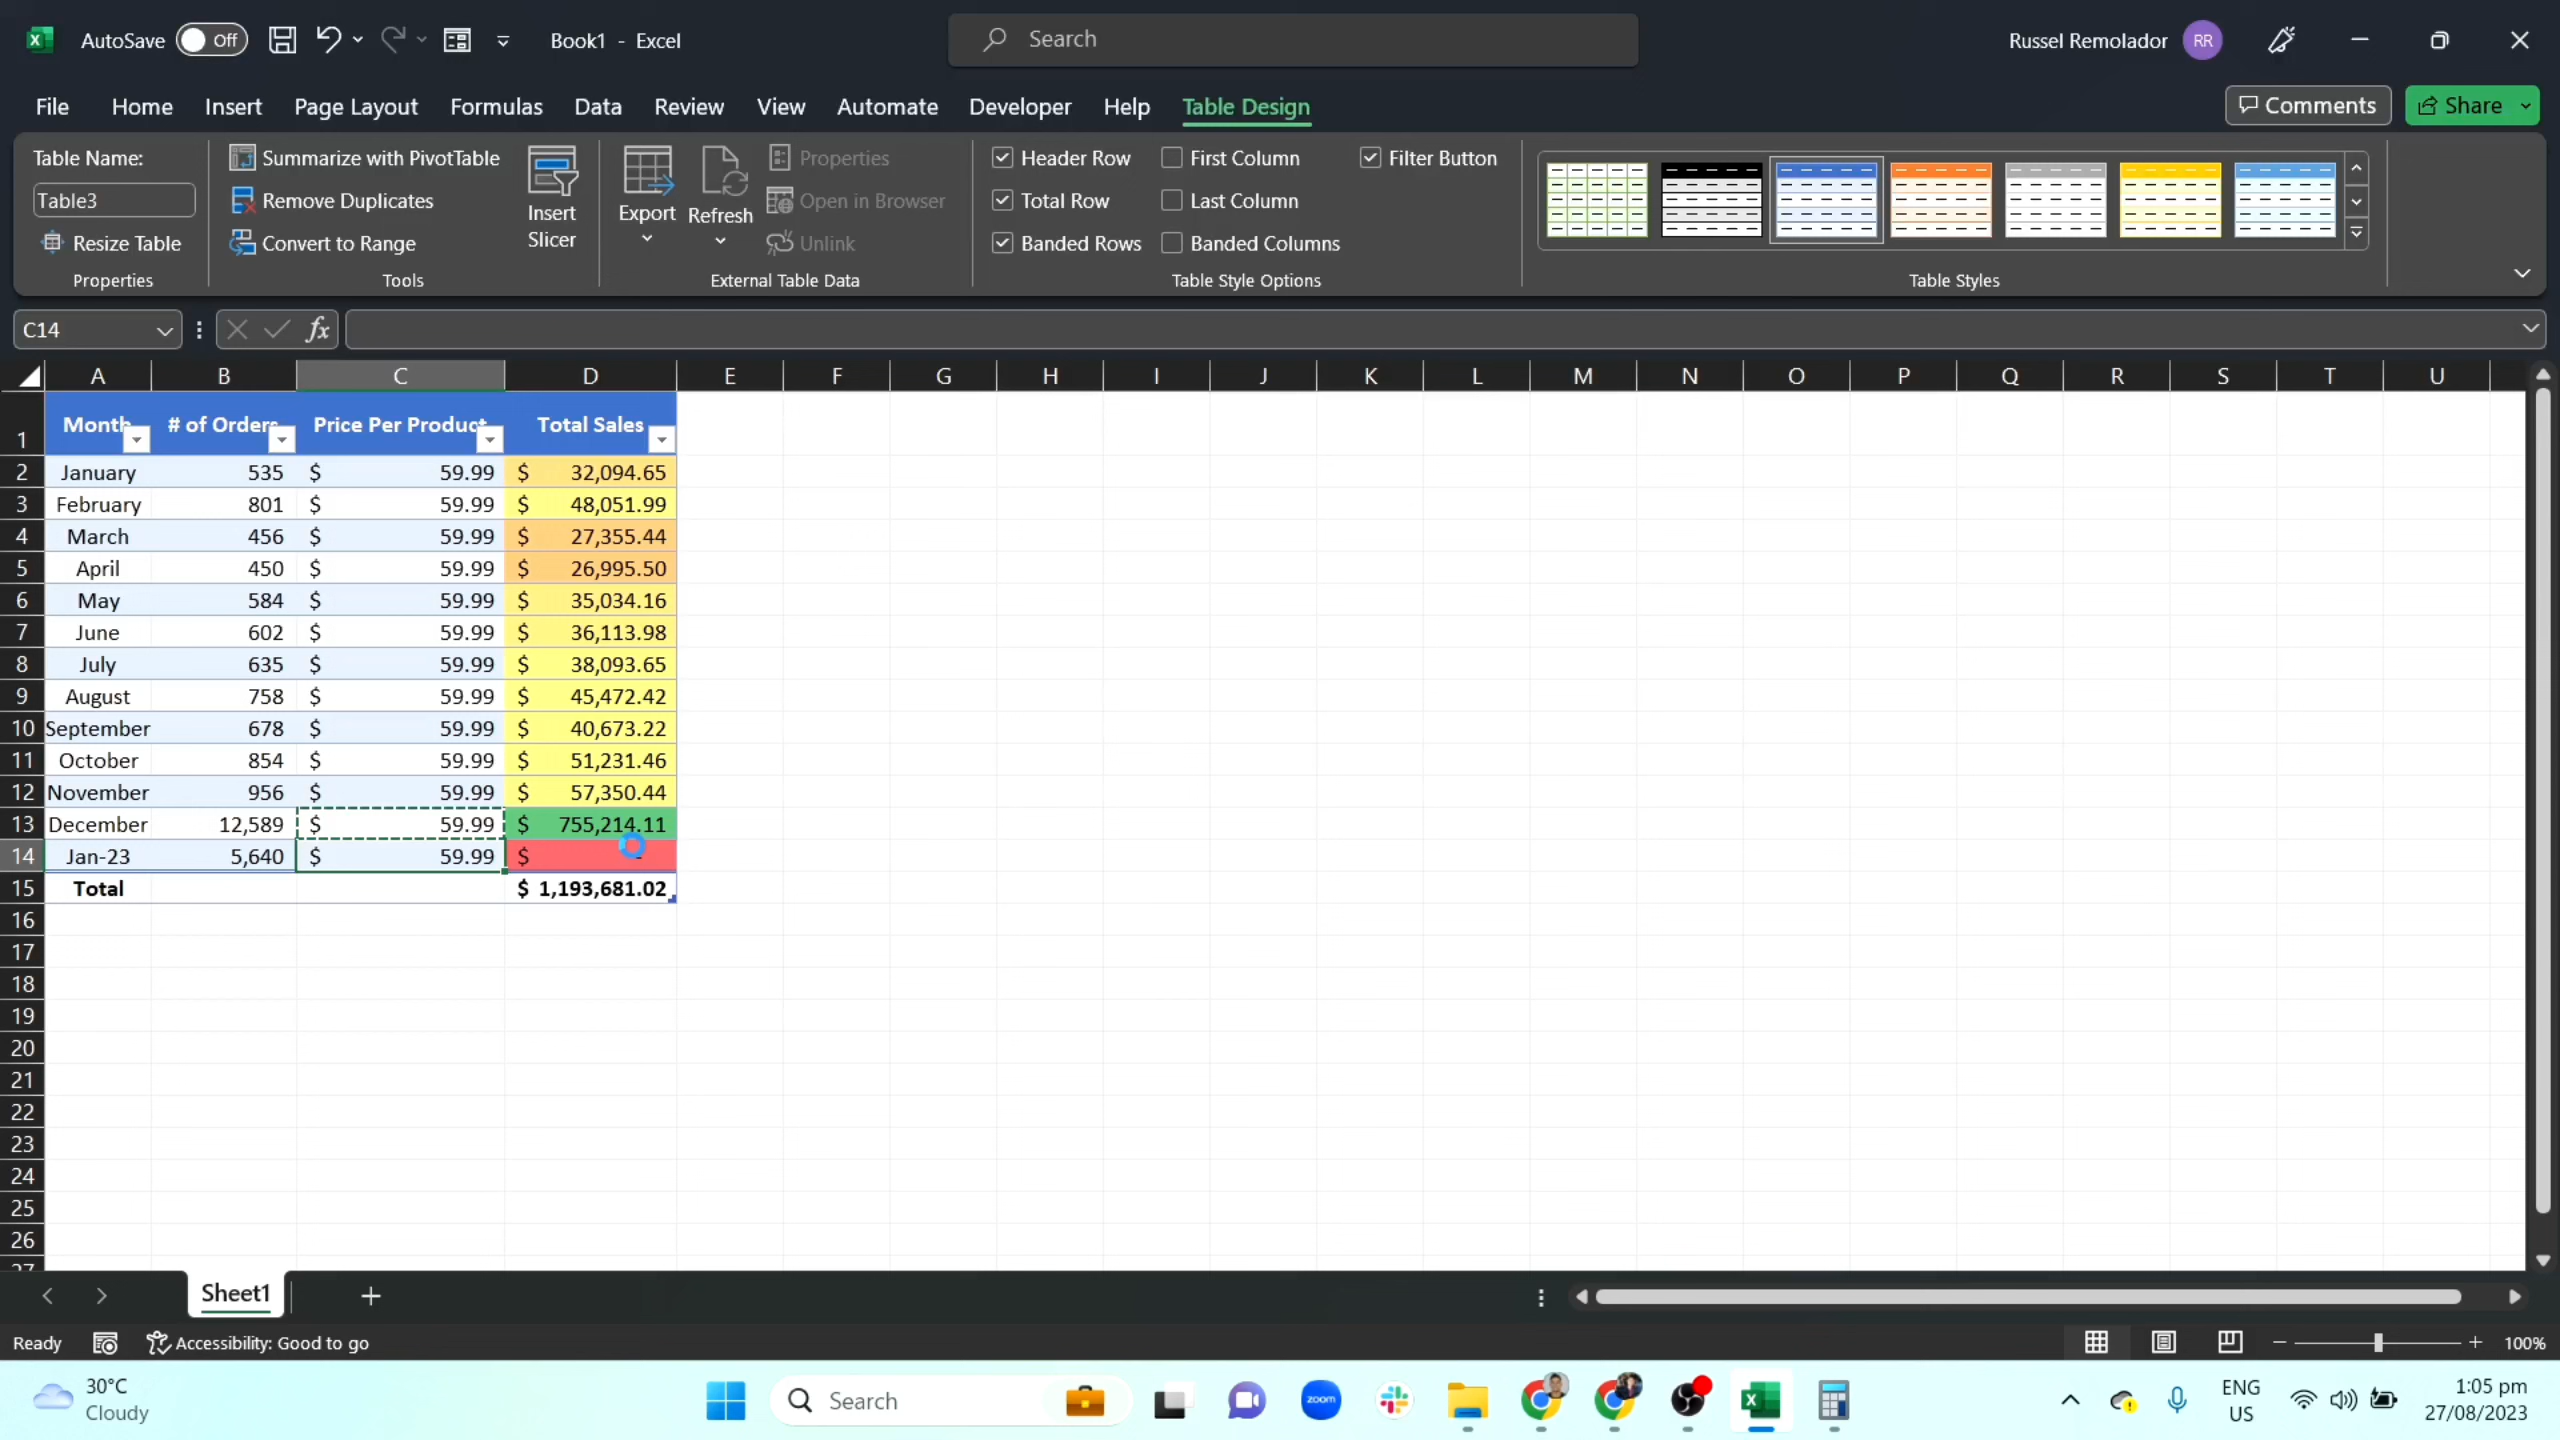 AutoSave Off Book1 - Excel Search Russel Remolador RR
File Home Insert Page Layout Formulas Data Review View Automate Developer Help Table Design Comments Share
Table Name: Summarize with PivotTable Properties Header Row First Column Filter Button
Table3 Remove Duplicates Insert Slicer Export Refresh Open in Browser Total Row Last Column
Resize Table Convert to Range Unlink Banded Rows Banded Columns
Properties Tools External Table Data Table Style Options Table Styles
C14 fx
A B C D E F G H I J K L M N O P Q R S T U
1 Month # of Orders Price Per Product Total Sales
2 January 535 $ 59.99 $ 32,094.65
3 February 801 $ 59.99 $ 48,051.99
4 March 456 $ 59.99 $ 27,355.44
5 April 450 $ 59.99 $ 26,995.50
6 May 584 $ 59.99 $ 35,034.16
7 June 602 $ 59.99 $ 36,113.98
8 July 635 $ 59.99 $ 38,093.65
9 August 758 $ 59.99 $ 45,472.42
10 September 678 $ 59.99 $ 40,673.22
11 October 854 $ 59.99 $ 51,231.46
12 November 956 $ 59.99 $ 57,350.44
13 December 12,589 $ 59.99 $ 755,214.11
14 Jan-23 5,640 $ 59.99 $ -
15 Total $ 1,193,681.02
16
17
18
19
20
21
22
23
24
25
26
27
Sheet1
Ready Accessibility: Good to go 100%
30°C Search zoom ENG 1:05 pm
Cloudy US 27/08/2023